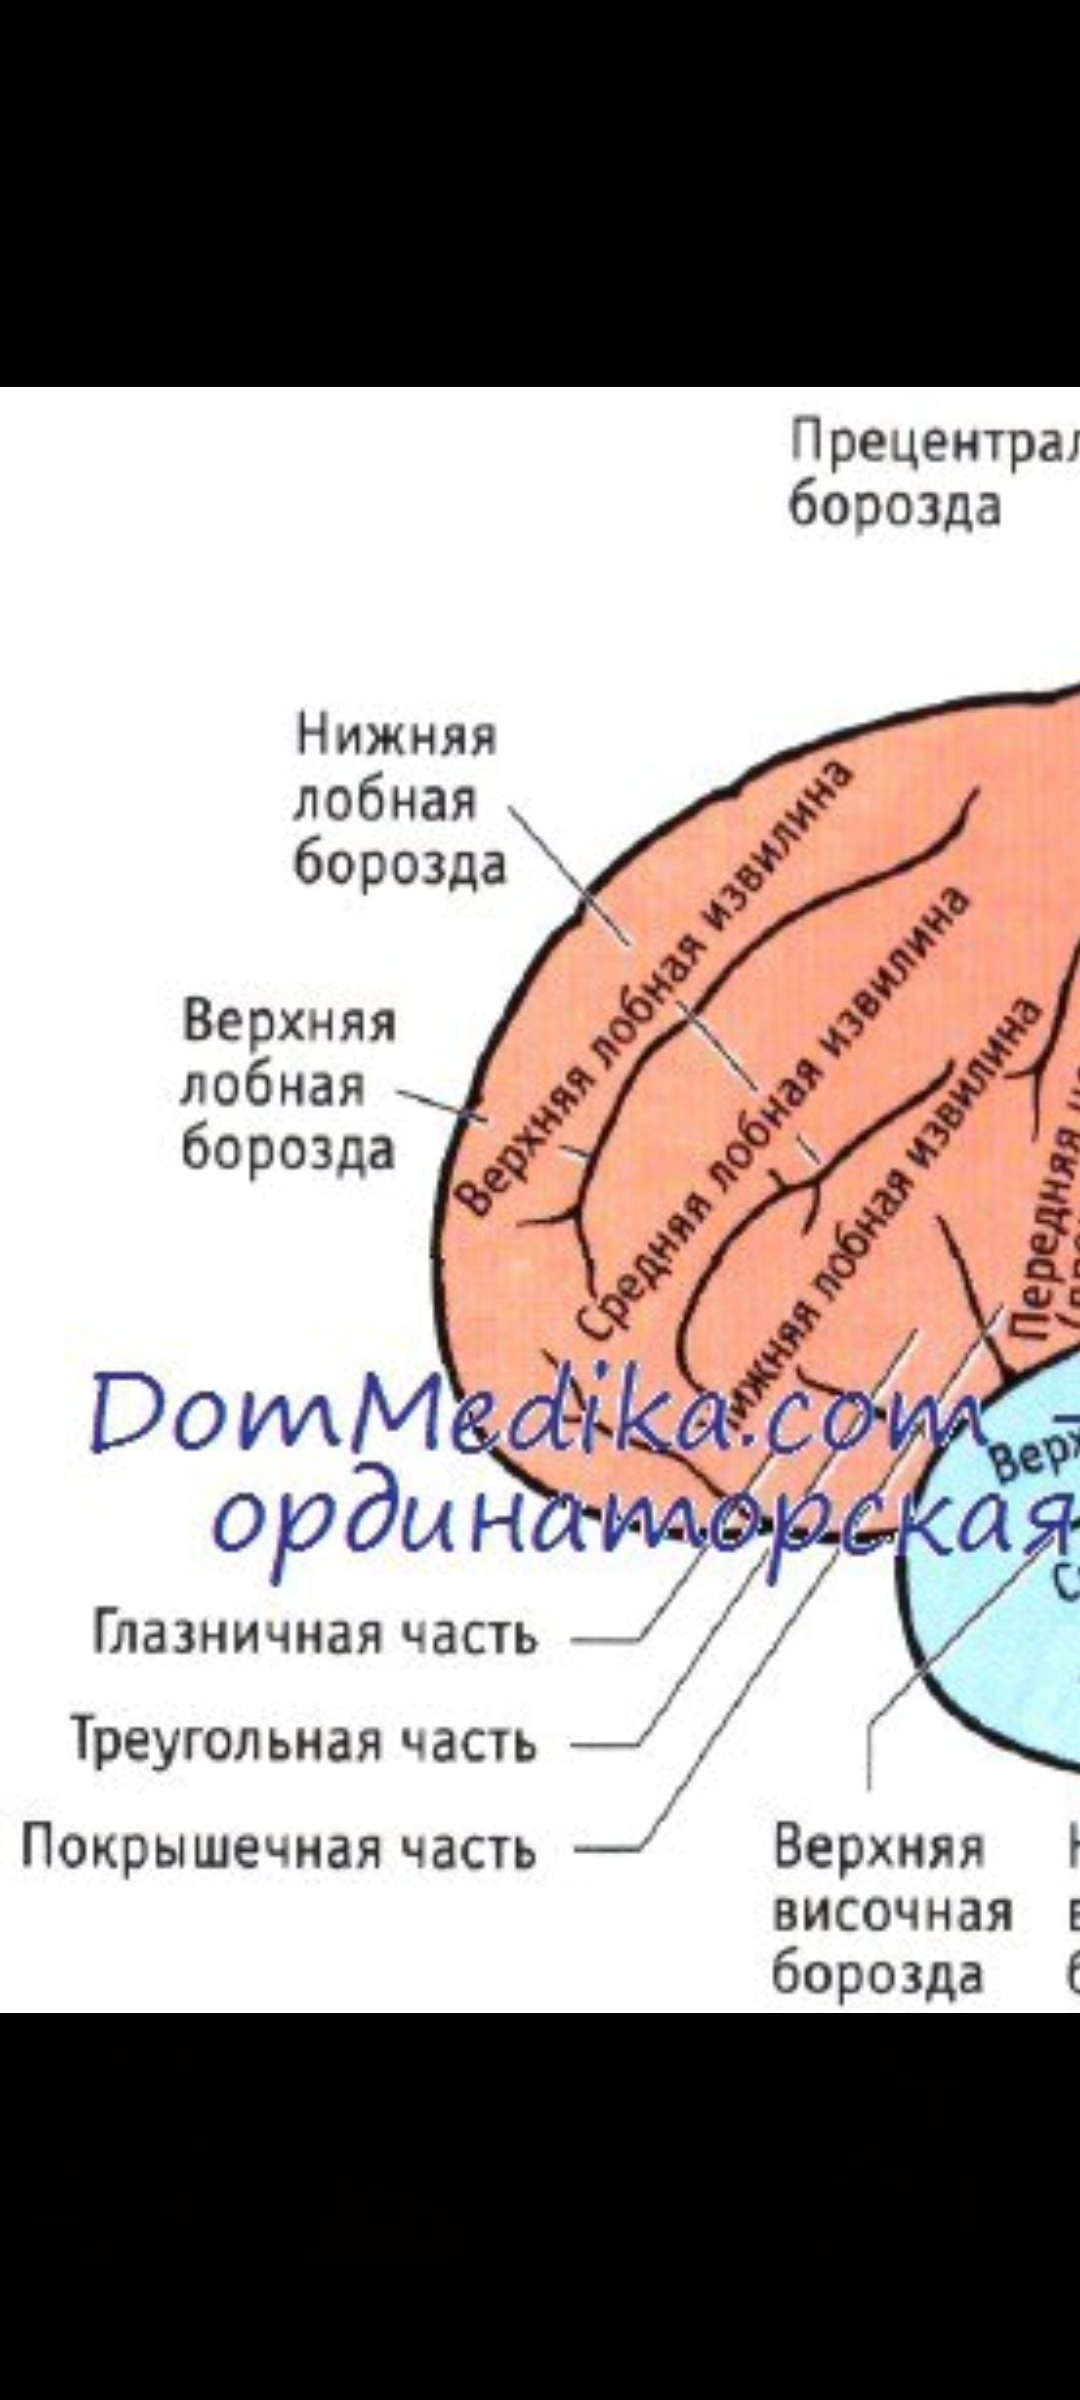 Прецентрал
борозда
Нижняя
лобная
борозда
Верхняя
лобная
борозда
Верхняя лобная извилина
Средняя лобная извилина
Нижняя лобная извилина
Передняя
DomMedika.com
ординаторская
Верх
Глазничная часть
Треугольная часть
Покрышечная часть
Верхняя
височная
борозда